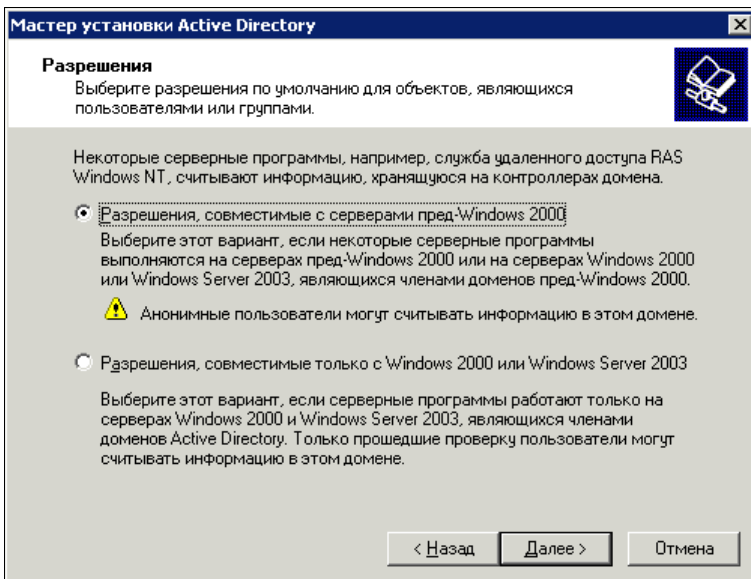 Мастер установки Active Directory
Разрешения
Выберите разрешения по умолчанию для объектов, являющихся
пользователями или группами.
Некоторые серверные программы, например, служба удаленного доступа RAS
Windows NT, считывают информацию, хранящуюся на контроллерах домена.
Разрешения, совместимые с серверами пред-Windows 2000
Выберите этот вариант, если некоторые серверные программы
выполняются на серверах пред-Windows 2000 или на серверах Windows 2000
или Windows Server 2003, являющихся членами доменов пред-Windows 2000.
Анонимные пользователи могут считывать информацию в этом домене.
Разрешения, совместимые только с Windows 2000 или Windows Server 2003
Выберите этот вариант, если серверные программы работают только на
серверах Windows 2000 и Windows Server 2003, являющихся членами
доменов Active Directory. Только прошедшие проверку пользователи могут
считывать информацию в этом домене.
< Назад Далее > Отмена